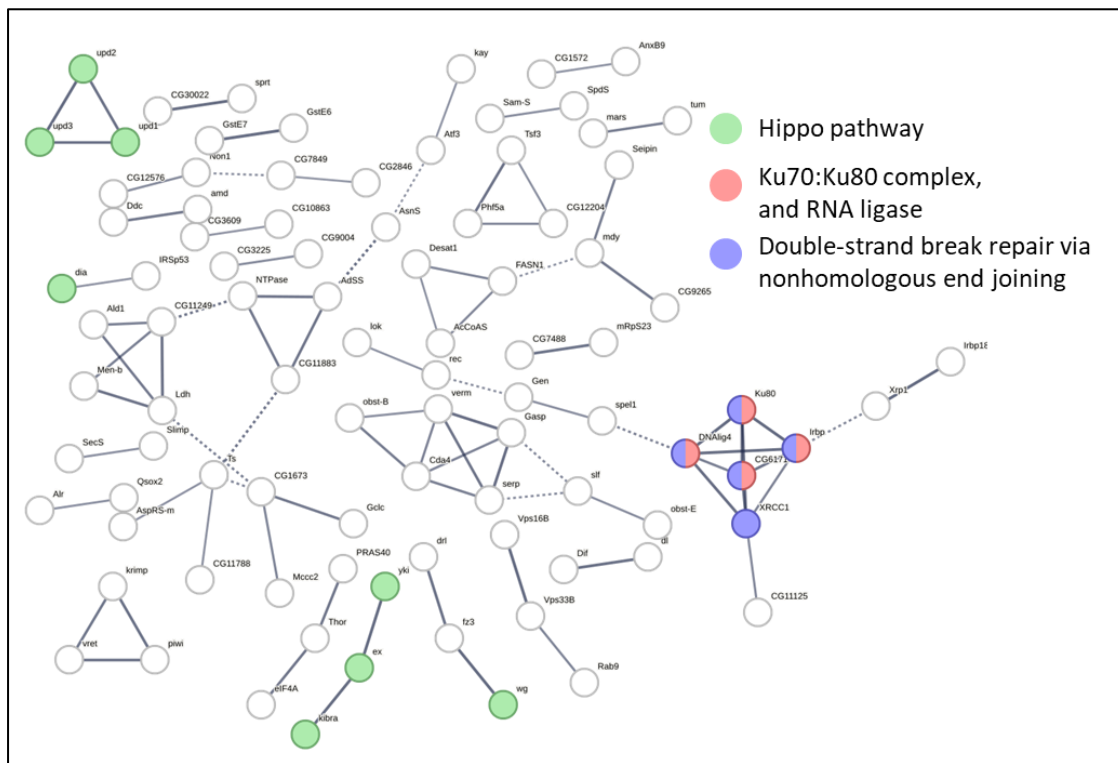 upd2
upd3
upd1
CG30022
sprt
GstE7
GstE6
kay
Atf3
CG1572
AnxB9
Sam-S
SpdS
mars
tum
Hippo pathway
Ku70:Ku80 complex,
and RNA ligase
Double-strand break repair via
nonhomologous end joining
Non1
CG12576
CG7849
CG2846
Ddc
amd
CG3609
CG10863
AsnS
Tsf3
Phf5a
CG12204
Seipin
mdy
CG9265
dia
IRSp53
CG3225
CG9004
NTPase
AdSS
CG11883
Desat1
FASN1
AcCoAS
Ald1
CG11249
Men-b
Ldh
lok
rec
CG7488
mRpS23
Gen
spel1
Irbp18
Xrp1
obst-B
verm
Gasp
Cda4
serp
slf
obst-E
Ku80
DNAlig4
Irbp
CG6171
XRCC1
CG11125
SecS
Slimp
Ts
CG1673
Alr
Qsox2
AspRS-m
Gclc
CG11788
Mccc2
Vps16B
Dif
dl
krimp
vret
piwi
PRAS40
Thor
eIF4A
yki
ex
kibra
drl
fz3
wg
Vps33B
Rab9